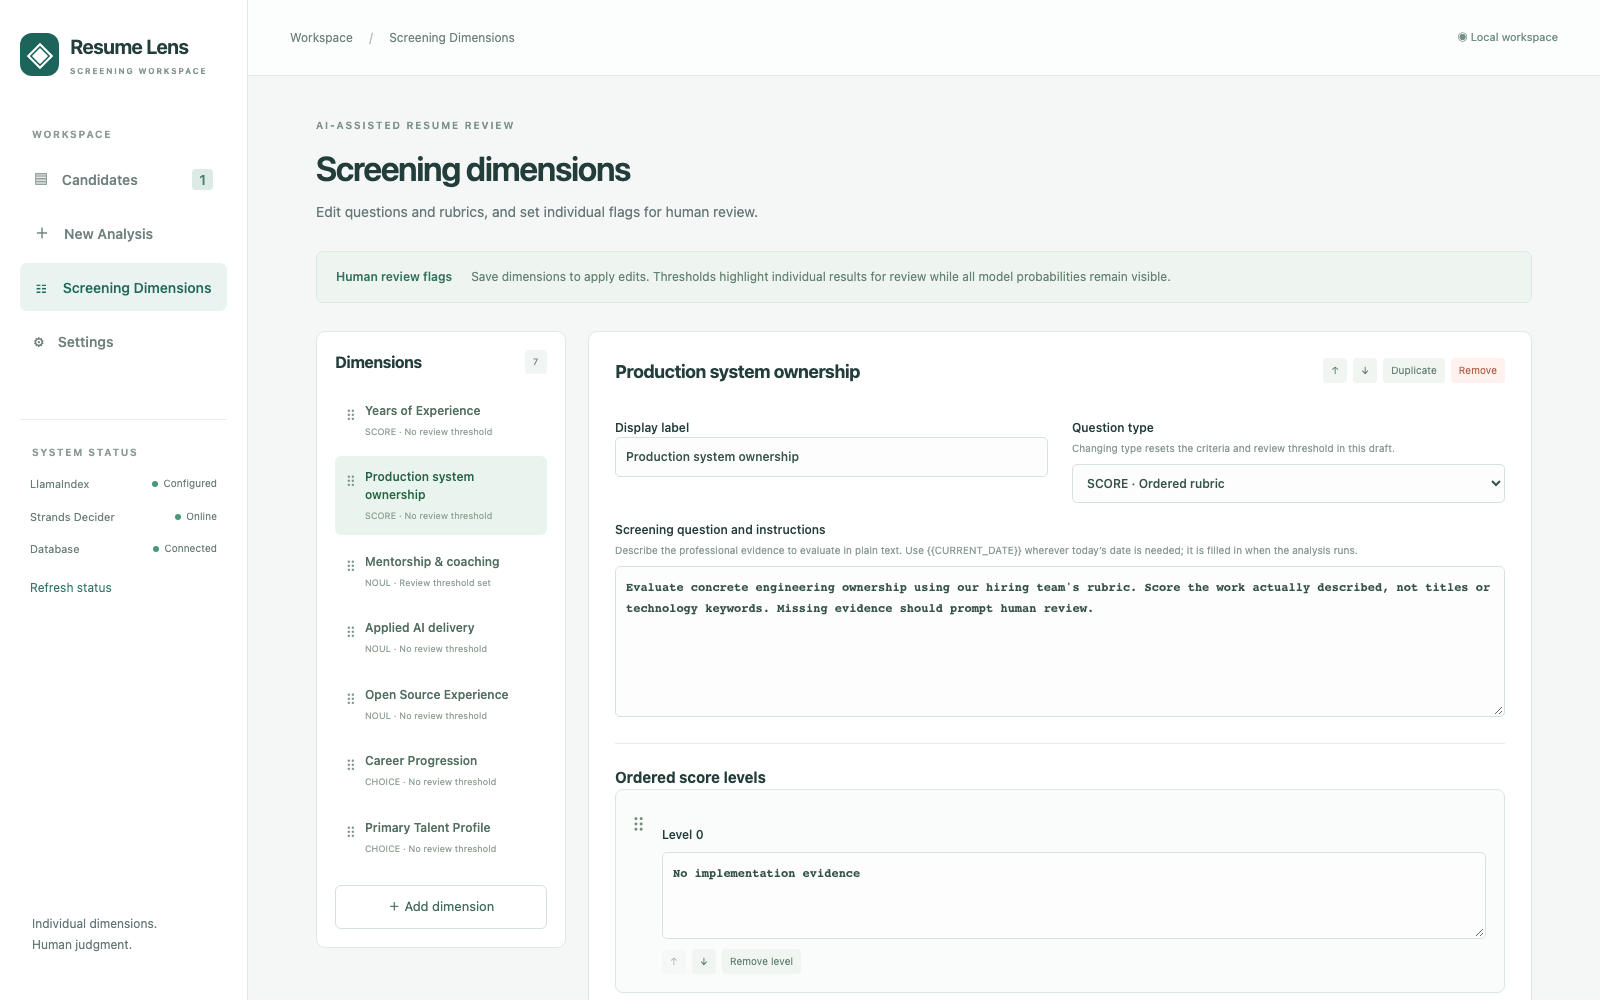 Resume Lens
SCREENING WORKSPACE
WORKSPACE
Candidates 1
+ New Analysis
Screening Dimensions
Settings
SYSTEM STATUS
LlamaIndex Configured
Strands Decider Online
Database Connected
Refresh status
Individual dimensions.
Human judgment.
Workspace / Screening Dimensions
Local workspace
AI-ASSISTED RESUME REVIEW
Screening dimensions
Edit questions and rubrics, and set individual flags for human review.
Human review flags Save dimensions to apply edits. Thresholds highlight individual results for review while all model probabilities remain visible.
Dimensions 7
Years of Experience
SCORE · No review threshold
Production system
ownership
SCORE · No review threshold
Mentorship & coaching
NOUL · Review threshold set
Applied AI delivery
NOUL · No review threshold
Open Source Experience
NOUL · No review threshold
Career Progression
CHOICE · No review threshold
Primary Talent Profile
CHOICE · No review threshold
+ Add dimension
Production system ownership
↑ ↓ Duplicate Remove
Display label
Production system ownership
Question type
Changing type resets the criteria and review threshold in this draft.
SCORE · Ordered rubric
Screening question and instructions
Describe the professional evidence to evaluate in plain text. Use {{CURRENT_DATE}} wherever today's date is needed; it is filled in when the analysis runs.
Evaluate concrete engineering ownership using our hiring team's rubric. Score the work actually described, not titles or
technology keywords. Missing evidence should prompt human review.
Ordered score levels
Level 0
No implementation evidence
↑ ↓ Remove level